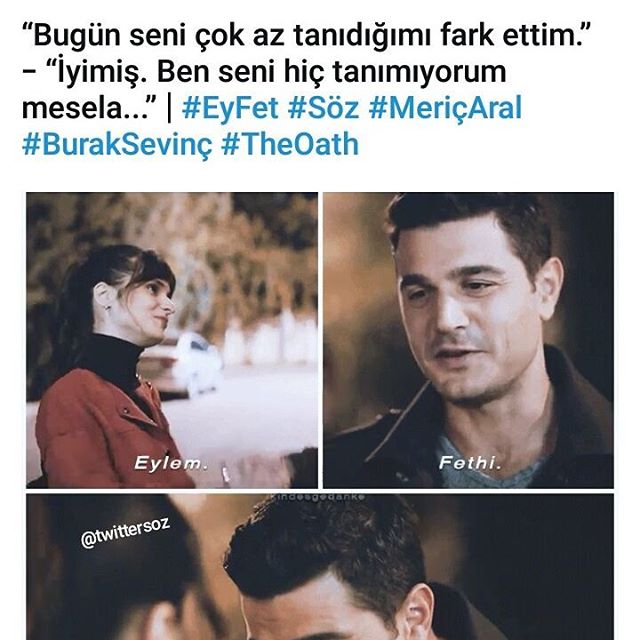 “Bugün seni çok az tanıdığımı fark ettim.”
– “İyimiş. Ben seni hiç tanımıyorum
mesela...” | #EyFet #Söz #MeriçAral
#BurakSevinç #TheOath
Eylem.
Fethi.
kindesgedanke
@twittersoz